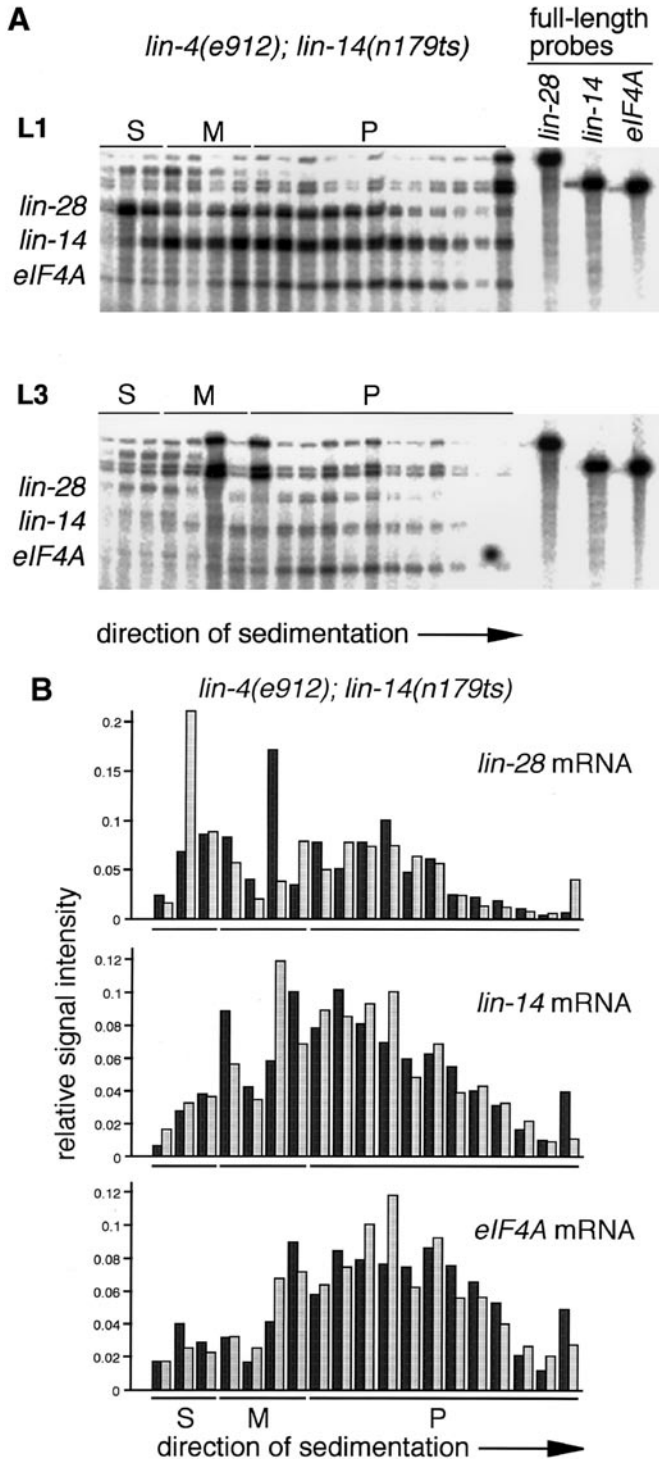 A
lin-4(e912); lin-14(n179ts)
full-length
probes
lin-28
lin-14
eIF4A
L1
S M P
lin-28
lin-14
eIF4A
L3
S M P
lin-28
lin-14
eIF4A
direction of sedimentation
B
lin-4(e912); lin-14(n179ts)
relative signal intensity
lin-28 mRNA
0.2
0.15
0.1
0.05
0
lin-14 mRNA
0.12
0.1
0.08
0.06
0.04
0.02
0
eIF4A mRNA
0.12
0.1
0.08
0.06
0.04
0.02
0
S M P
direction of sedimentation